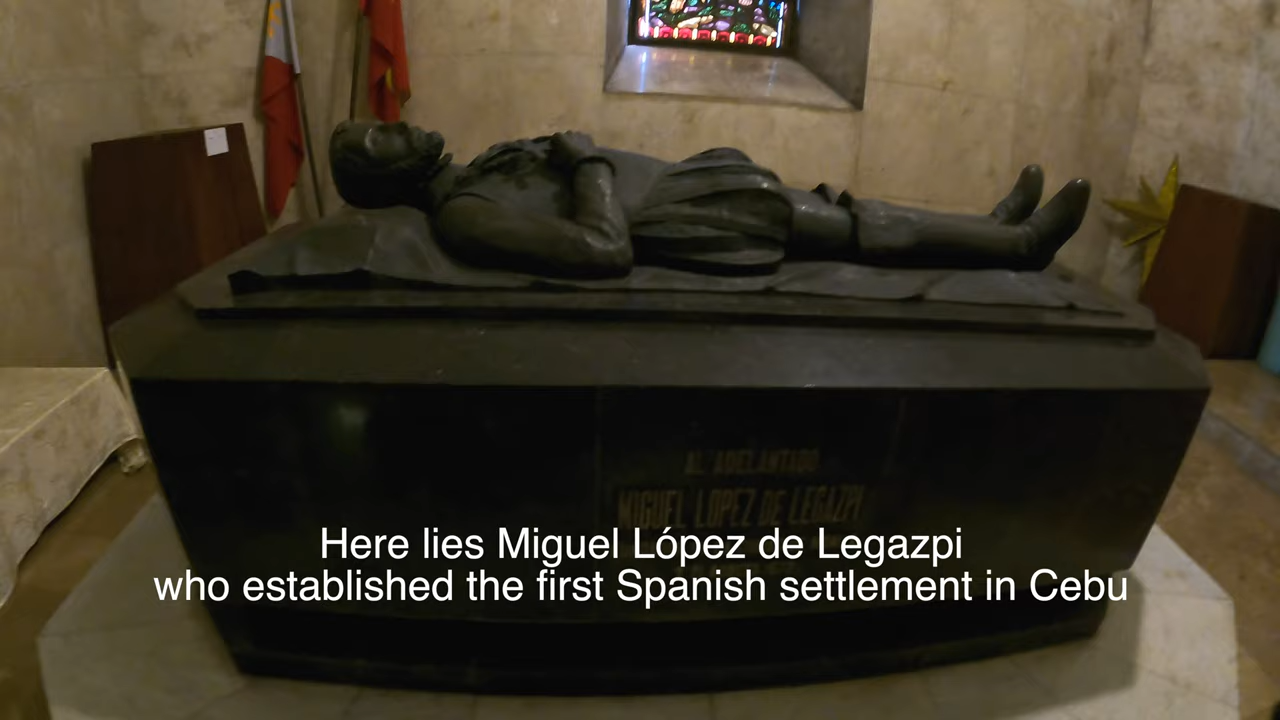 AL ADELANTADO
MIGUEL LOPEZ DE LEGAZPI
Here lies Miguel López de Legazpi
who established the first Spanish settlement in Cebu